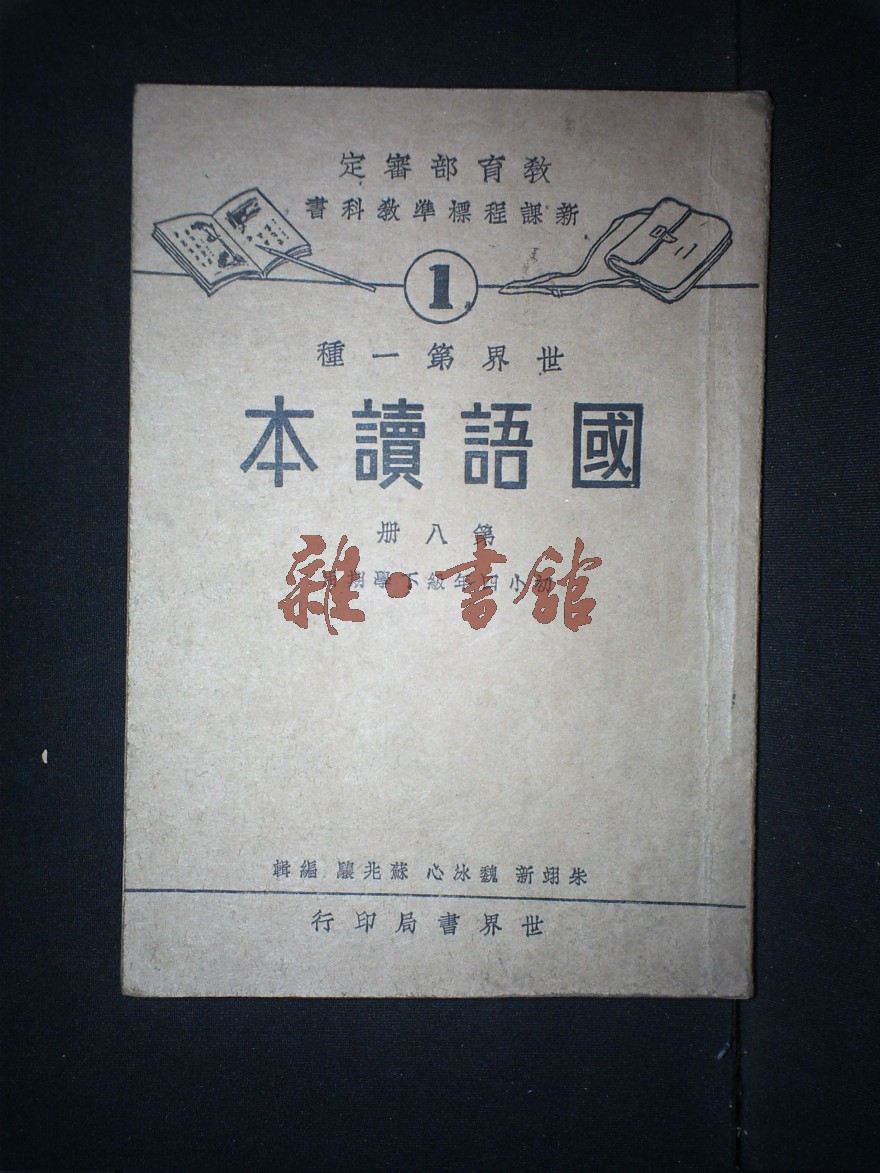 教育部審定
新課程標準教科書
1
世界第一種
國語讀本
第八册
初小四年級下學期用
雜·書館
朱翊新 魏冰心 蘇兆驤 編輯
世界書局印行